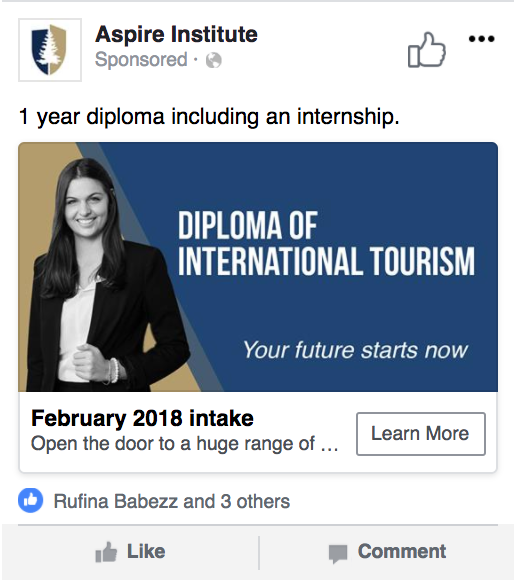 Aspire Institute
Sponsored ·
1 year diploma including an internship.
DIPLOMA OF
INTERNATIONAL TOURISM
Your future starts now
February 2018 intake
Open the door to a huge range of ...
Learn More
Rufina Babezz and 3 others
Like
Comment